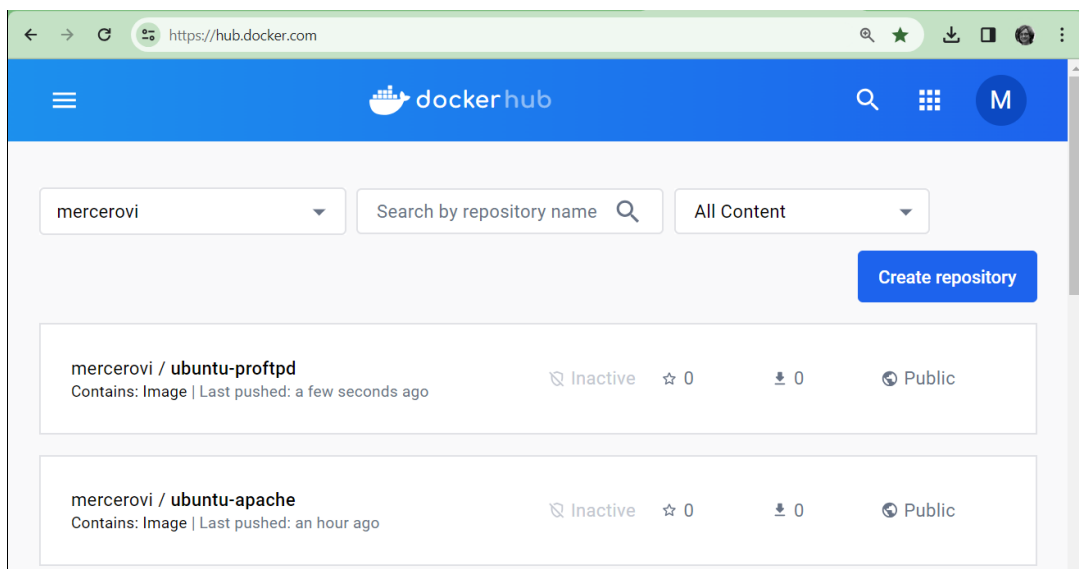 https://hub.docker.com
dockerhub
M
mercerovi
Search by repository name
All Content
Create repository
mercerovi / ubuntu-proftpd
Inactive
0
0
Public
Contains: Image | Last pushed: a few seconds ago
mercerovi / ubuntu-apache
Inactive
0
0
Public
Contains: Image | Last pushed: an hour ago